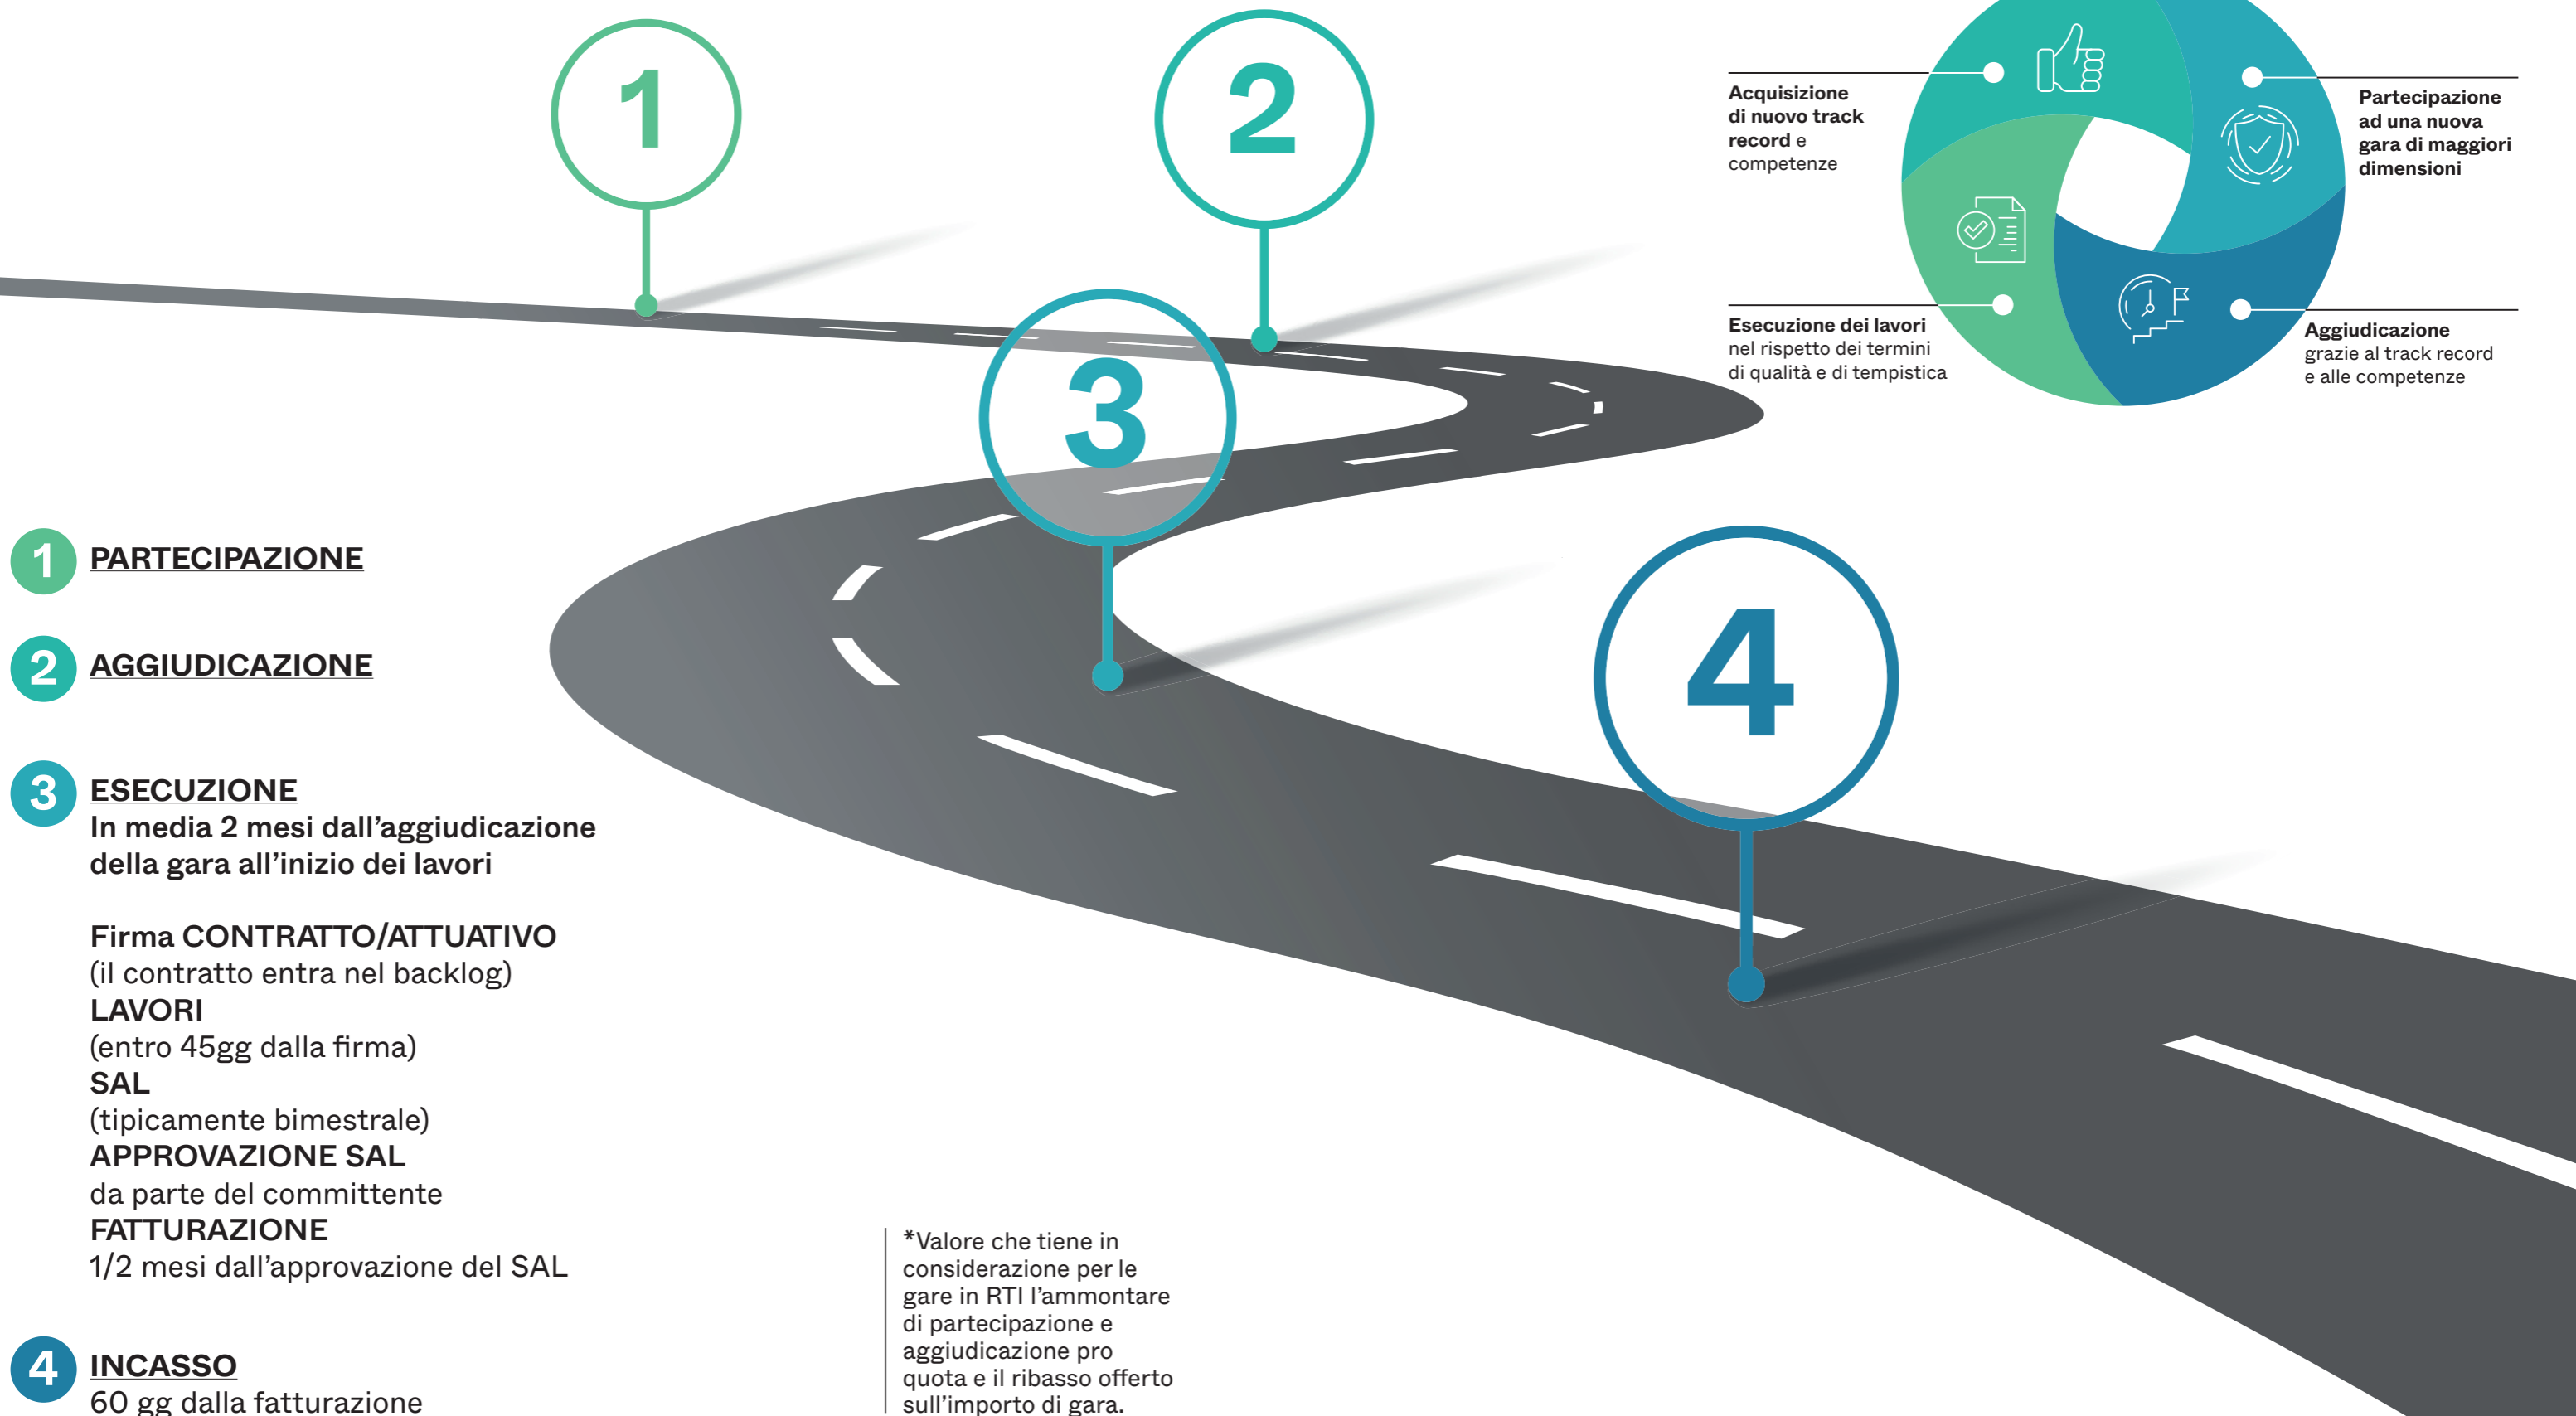 1
2
3
4
Acquisizione
di nuovo track
record e
competenze
Partecipazione
ad una nuova
gara di maggiori
dimensioni
Esecuzione dei lavori
nel rispetto dei termini
di qualità e di tempistica
Aggiudicazione
grazie al track record
e alle competenze
1 PARTECIPAZIONE
2 AGGIUDICAZIONE
3 ESECUZIONE
In media 2 mesi dall’aggiudicazione
della gara all’inizio dei lavori
Firma CONTRATTO/ATTUATIVO
(il contratto entra nel backlog)
LAVORI
(entro 45gg dalla firma)
SAL
(tipicamente bimestrale)
APPROVAZIONE SAL
da parte del committente
FATTURAZIONE
1/2 mesi dall’approvazione del SAL
4 INCASSO
60 gg dalla fatturazione
*Valore che tiene in
considerazione per le
gare in RTI l’ammontare
di partecipazione e
aggiudicazione pro
quota e il ribasso offerto
sull’importo di gara.